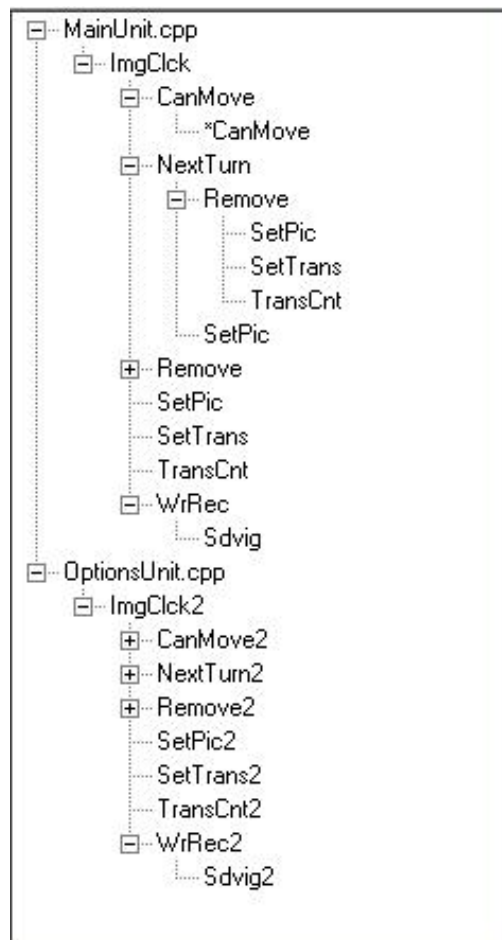 MainUnit.cpp
ImgClck
CanMove
*CanMove
NextTurn
Remove
SetPic
SetTrans
TransCnt
SetPic
Remove
SetPic
SetTrans
TransCnt
WrRec
Sdvig
OptionsUnit.cpp
ImgClck2
CanMove2
NextTurn2
Remove2
SetPic2
SetTrans2
TransCnt2
WrRec2
Sdvig2